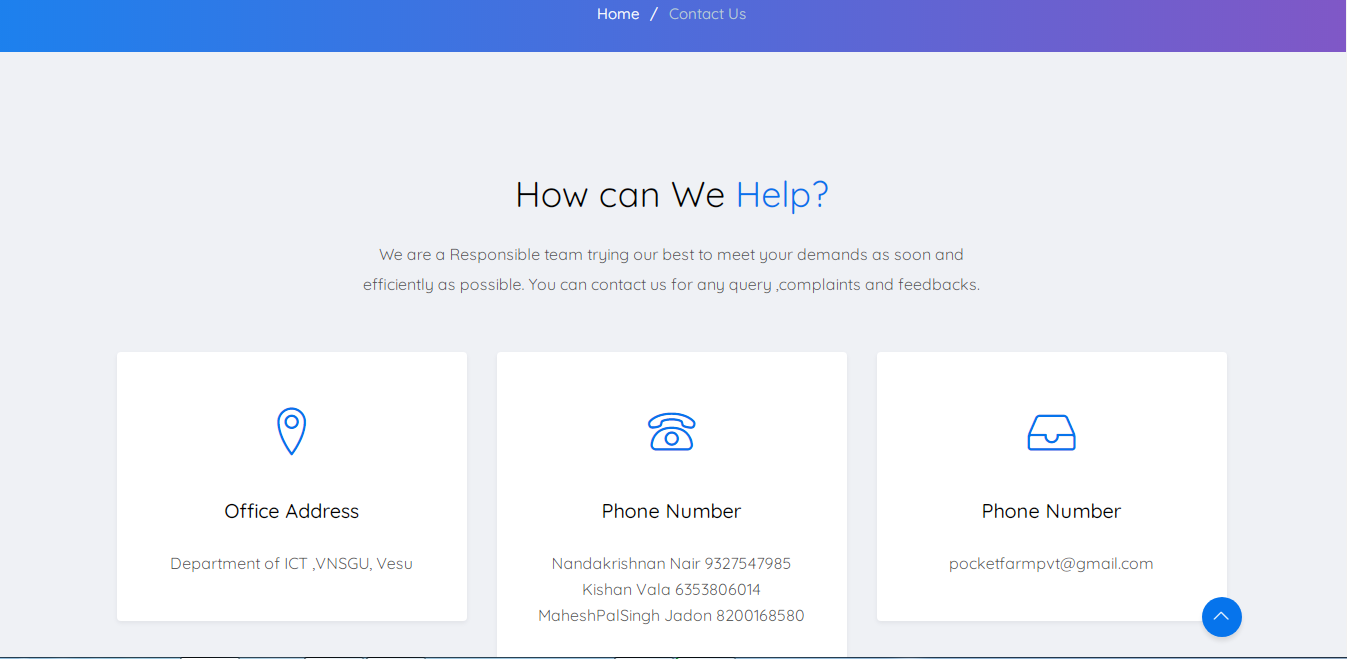 Home / Contact Us
How can We Help?
We are a Responsible team trying our best to meet your demands as soon and
efficiently as possible. You can contact us for any query ,complaints and feedbacks.
Office Address
Department of ICT ,VNSGU, Vesu
Phone Number
Nandakrishnan Nair 9327547985
Kishan Vala 6353806014
MaheshPalSingh Jadon 8200168580
Phone Number
pocketfarmpvt@gmail.com